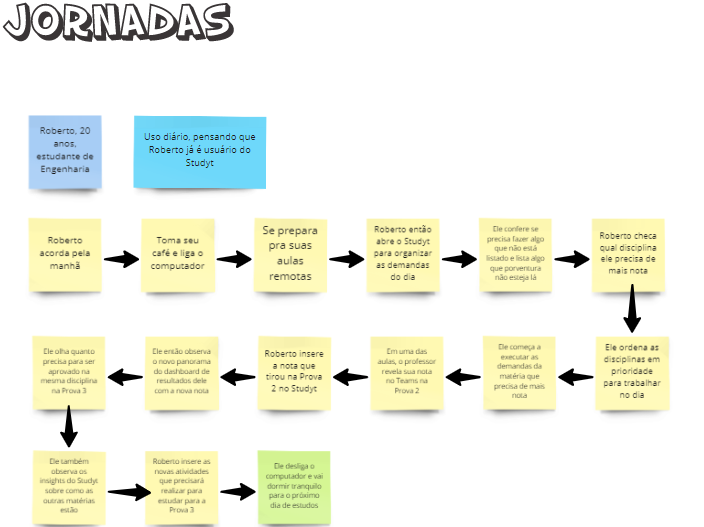 JORNADAS
Roberto, 20
anos,
estudante de
Engenharia
Uso diário, pensando que
Roberto já é usuário do
Studyt
Roberto
acorda pela
manhã
Toma seu
café e liga o
computador
Se prepara
pra suas
aulas
remotas
Roberto então
abre o Studyt
para organizar
as demandas
do dia
Ele confere se
precisa fazer algo
que não está
listado e lista algo
que porventura
não esteja lá
Roberto checa
qual disciplina
ele precisa de
mais nota
Ele ordena as
disciplinas em
prioridade
para trabalhar
no dia
Ele começa a
executar as
demandas da
matéria que
precisa de mais
nota
Em uma das
aulas, o professor
revela sua nota
no Teams na
Prova 2
Roberto insere
a nota que
tirou na Prova
2 no Studyt
Ele então observa
o novo panorama
do dashboard de
resultados dele
com a nova nota
Ele olha quanto
precisa para ser
aprovado na
mesma disciplina
na Prova 3
Ele também
observa os
insights do Studyt
sobre como as
outras matérias
estão
Roberto insere as
novas atividades
que precisará
realizar para
estudar para a
Prova 3
Ele desliga o
computador e vai
dormir tranquilo
para o próximo
dia de estudos